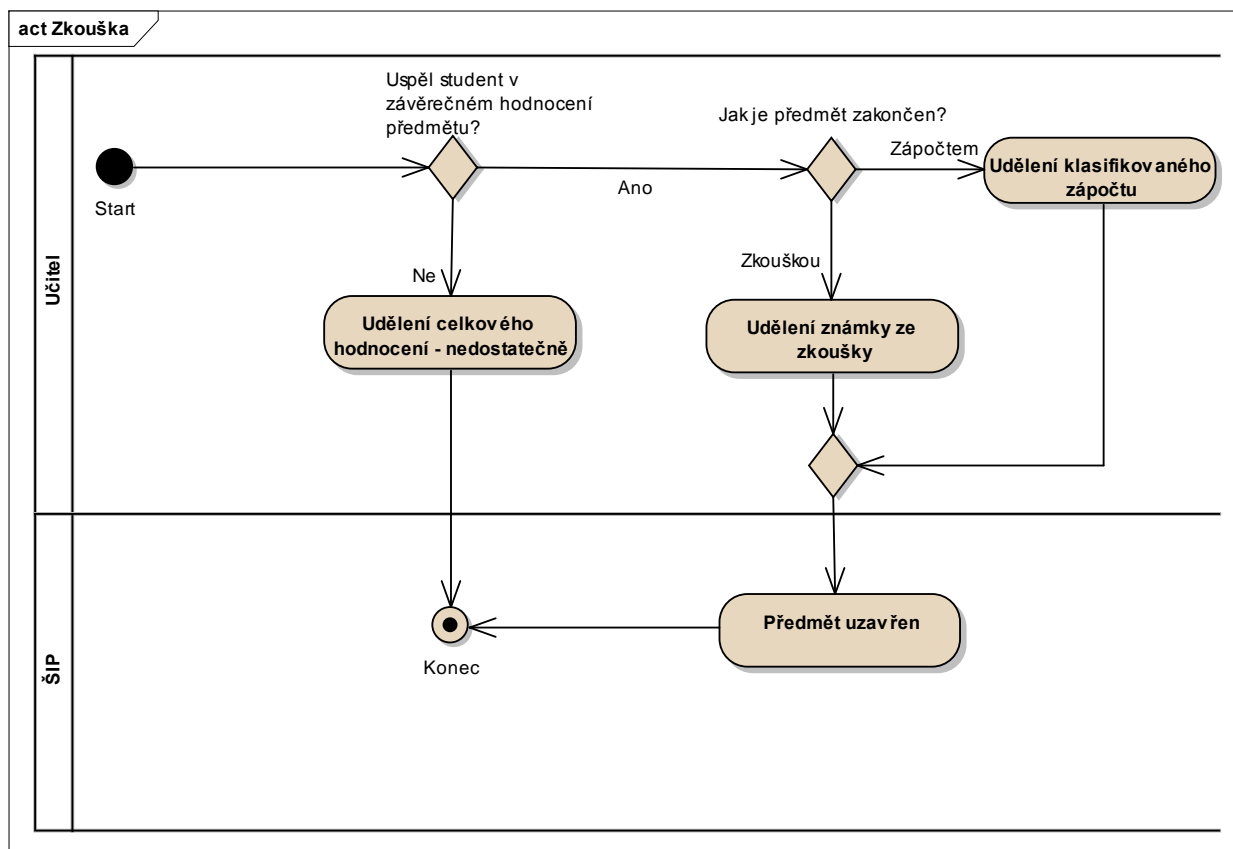 act Zkouška
Uspěl student v
závěrečném hodnocení
předmětu?
Jak je předmět zakončen?
Zápočtem
Udělení klasifikovaného
zápočtu
Start
Ano
Učitel
Ne
Zkouškou
Udělení celkového
hodnocení - nedostatečně
Udělení známky ze
zkoušky
Předmět uzavřen
Konec
ŠIP